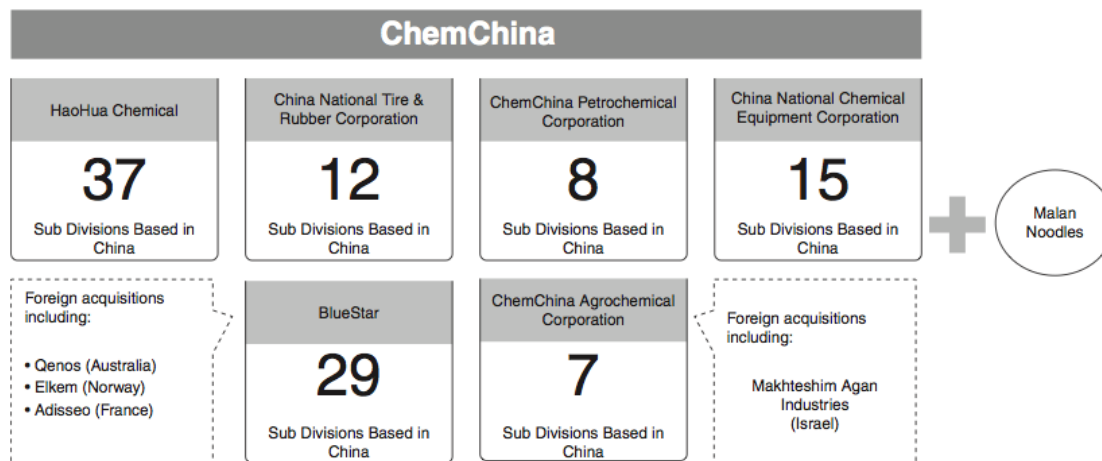 ChemChina
HaoHua Chemical
37
Sub Divisions Based in
China
China National Tire &
Rubber Corporation
12
Sub Divisions Based in
China
ChemChina Petrochemical
Corporation
8
Sub Divisions Based in
China
China National Chemical
Equipment Corporation
15
Sub Divisions Based in
China
Malan
Noodles
Foreign acquisitions
including:
• Qenos (Australia)
• Elkem (Norway)
• Adisseo (France)
BlueStar
29
Sub Divisions Based in
China
ChemChina Agrochemical
Corporation
7
Sub Divisions Based in
China
Foreign acquisitions
including:
Makhteshim Agan
Industries
(Israel)